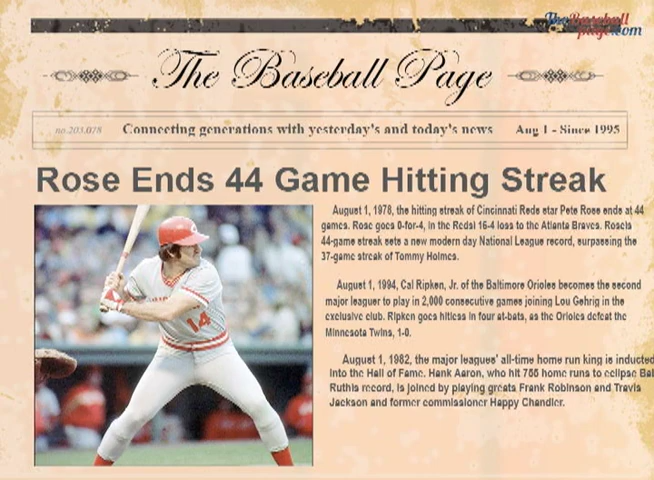 TheBaseball
Page.com
The Baseball Page
no.203.078 Connecting generations with yesterday's and today's news Aug 1 - Since 1995
Rose Ends 44 Game Hitting Streak
August 1, 1978, the hitting streak of Cincinnati Reds star Pete Rose ends at 44
games. Rose goes 0-for-4, in the Redsl 16-4 loss to the Atlanta Braves. Rosels
44-game streak sets a new modern day National League record, surpassing the
37-game streak of Tommy Holmes.
August 1, 1994, Cal Ripken, Jr. of the Baltimore Orioles becomes the second
major leaguer to play in 2,000 consecutive games joining Lou Gehrig in the
exclusive club. Ripken goes hitless in four at-bats, as the Orioles defeat the
Minnesota Twins, 1-0.
August 1, 1982, the major leagues' all-time home run king is inducted
into the Hall of Fame. Hank Aaron, who hit 755 home runs to eclipse Bab
Ruthis record, is joined by playing greats Frank Robinson and Travis
Jackson and former commissioner Happy Chandler.
14